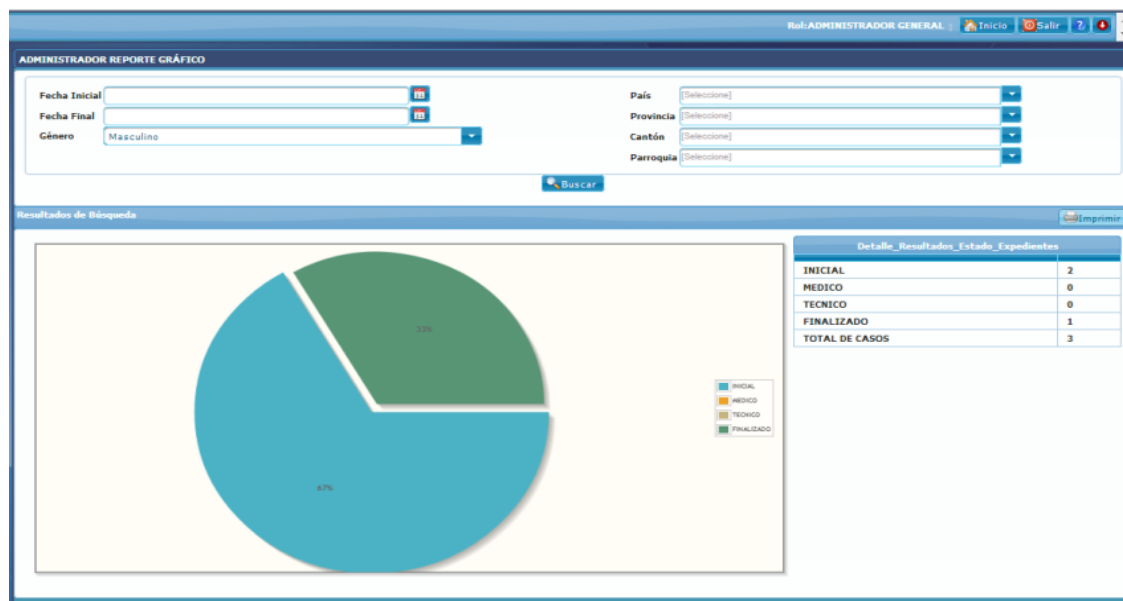 Rol:ADMINISTRADOR GENERAL | Inicio Salir ?
ADMINISTRADOR REPORTE GRÁFICO
Fecha Inicial
Fecha Final
Género Masculino
País [Seleccione]
Provincia [Seleccione]
Cantón [Seleccione]
Parroquia [Seleccione]
Buscar
Resultados de Búsqueda
Imprimir
33%
67%
INICIAL
MEDICO
TECNICO
FINALIZADO
Detalle_Resultados_Estado_Expedientes
INICIAL 2
MEDICO 0
TECNICO 0
FINALIZADO 1
TOTAL DE CASOS 3